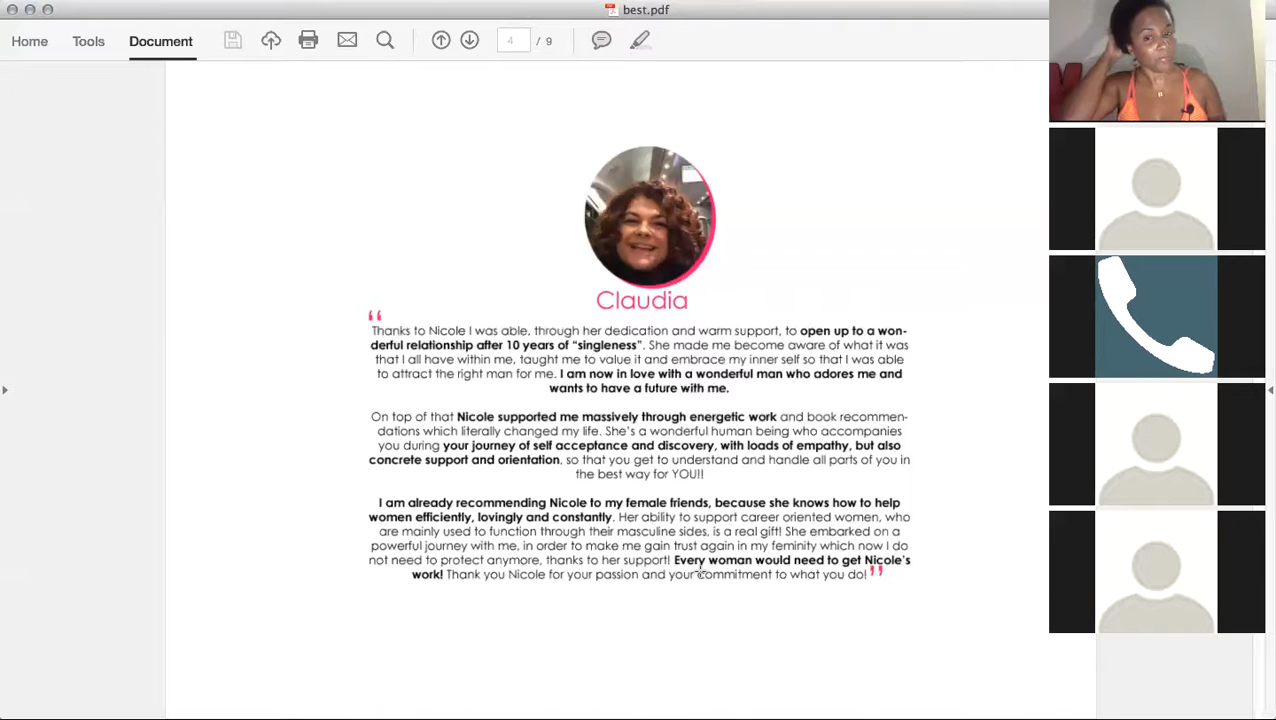 best.pdf
Home Tools Document 4 / 9
Claudia
“
Thanks to Nicole I was able, through her dedication and warm support, to open up to a won-
derful relationship after 10 years of “singleness”. She made me become aware of what it was
that I all have within me, taught me to value it and embrace my inner self so that I was able
to attract the right man for me. I am now in love with a wonderful man who adores me and
wants to have a future with me.
On top of that Nicole supported me massively through energetic work and book recommen-
dations which literally changed my life. She’s a wonderful human being who accompanies
you during your journey of self acceptance and discovery, with loads of empathy, but also
concrete support and orientation, so that you get to understand and handle all parts of you in
the best way for YOU!!
I am already recommending Nicole to my female friends, because she knows how to help
women efficiently, lovingly and constantly. Her ability to support career oriented women, who
are mainly used to function through their masculine sides, is a real gift! She embarked on a
powerful journey with me, in order to make me gain trust again in my feminity which now I do
not need to protect anymore, thanks to her support! Every woman would need to get Nicole’s
work! Thank you Nicole for your passion and your commitment to what you do! ”